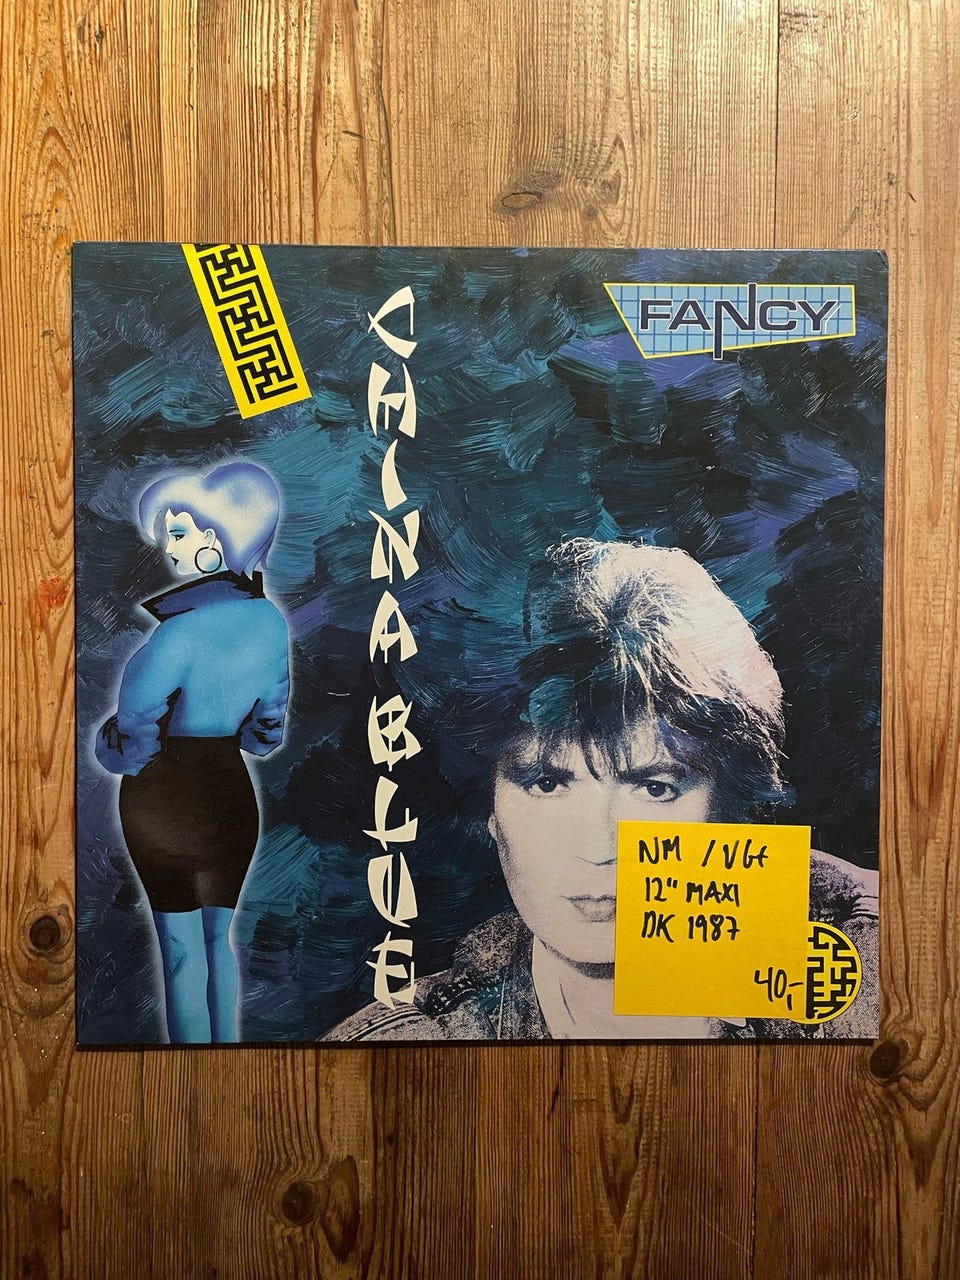 FANCY
CHINA BLUE
NM / VG+
12" MAXI
DK 1987
40,-